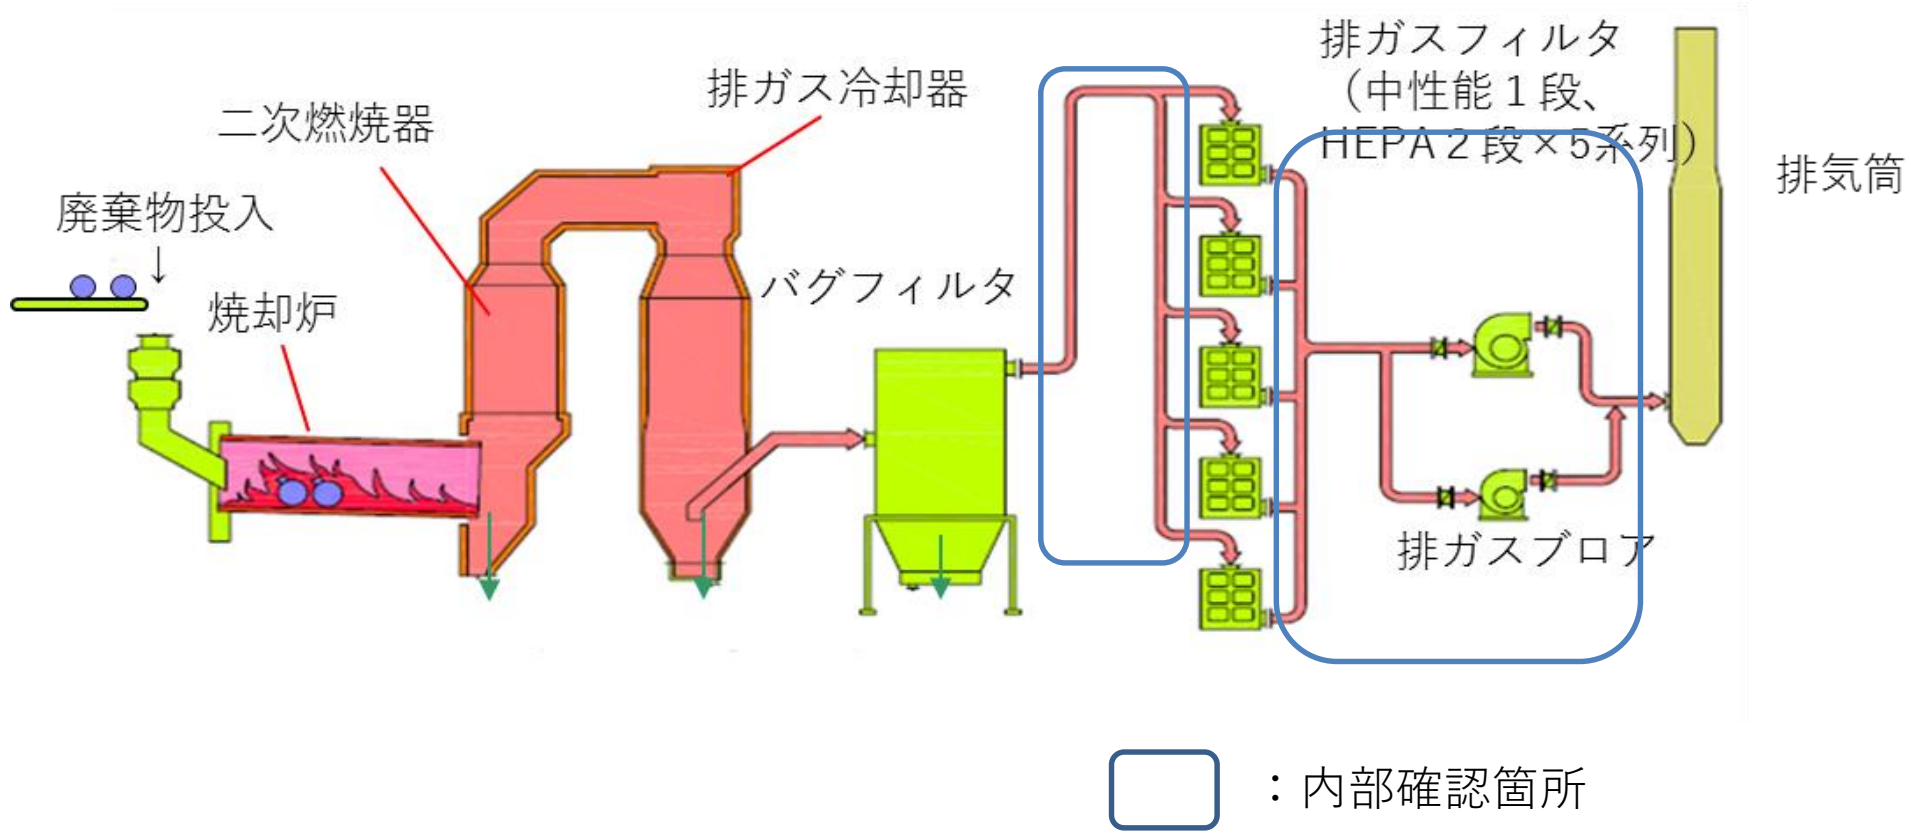 廃棄物投入
焼却炉
二次燃焼器
排ガス冷却器
バグフィルタ
排ガスフィルタ
（中性能１段、
HEPA２段×5系列）
排ガスブロア
排気筒
：内部確認箇所